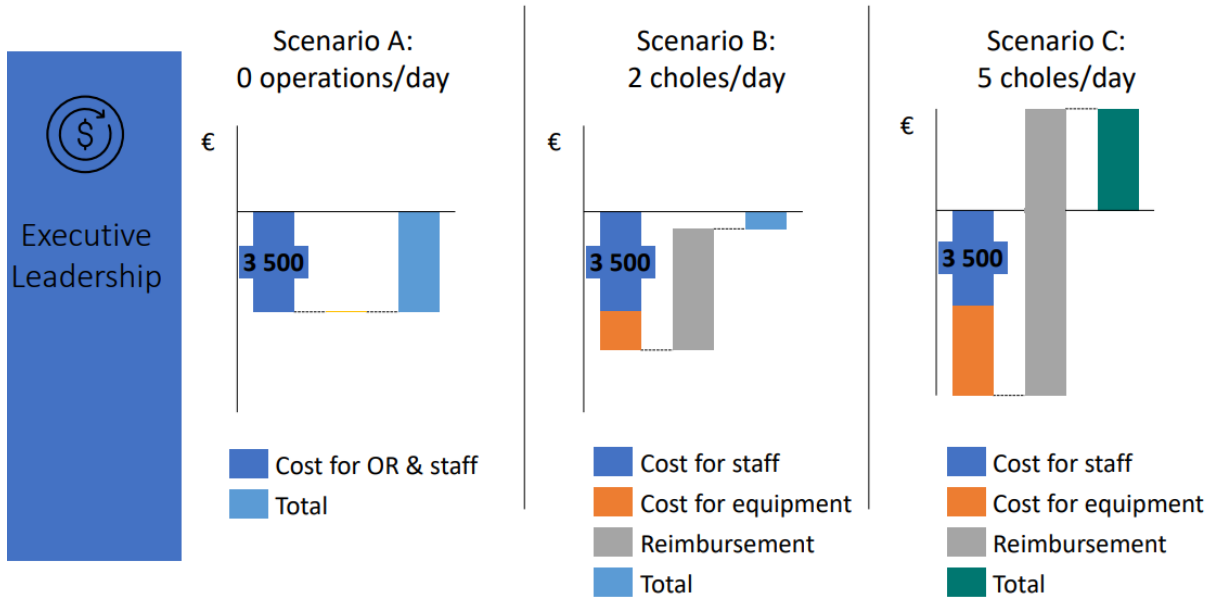 $
Executive
Leadership
Scenario A:
0 operations/day
€
3 500
Cost for OR & staff
Total
Scenario B:
2 choles/day
€
3 500
Cost for staff
Cost for equipment
Reimbursement
Total
Scenario C:
5 choles/day
€
3 500
Cost for staff
Cost for equipment
Reimbursement
Total